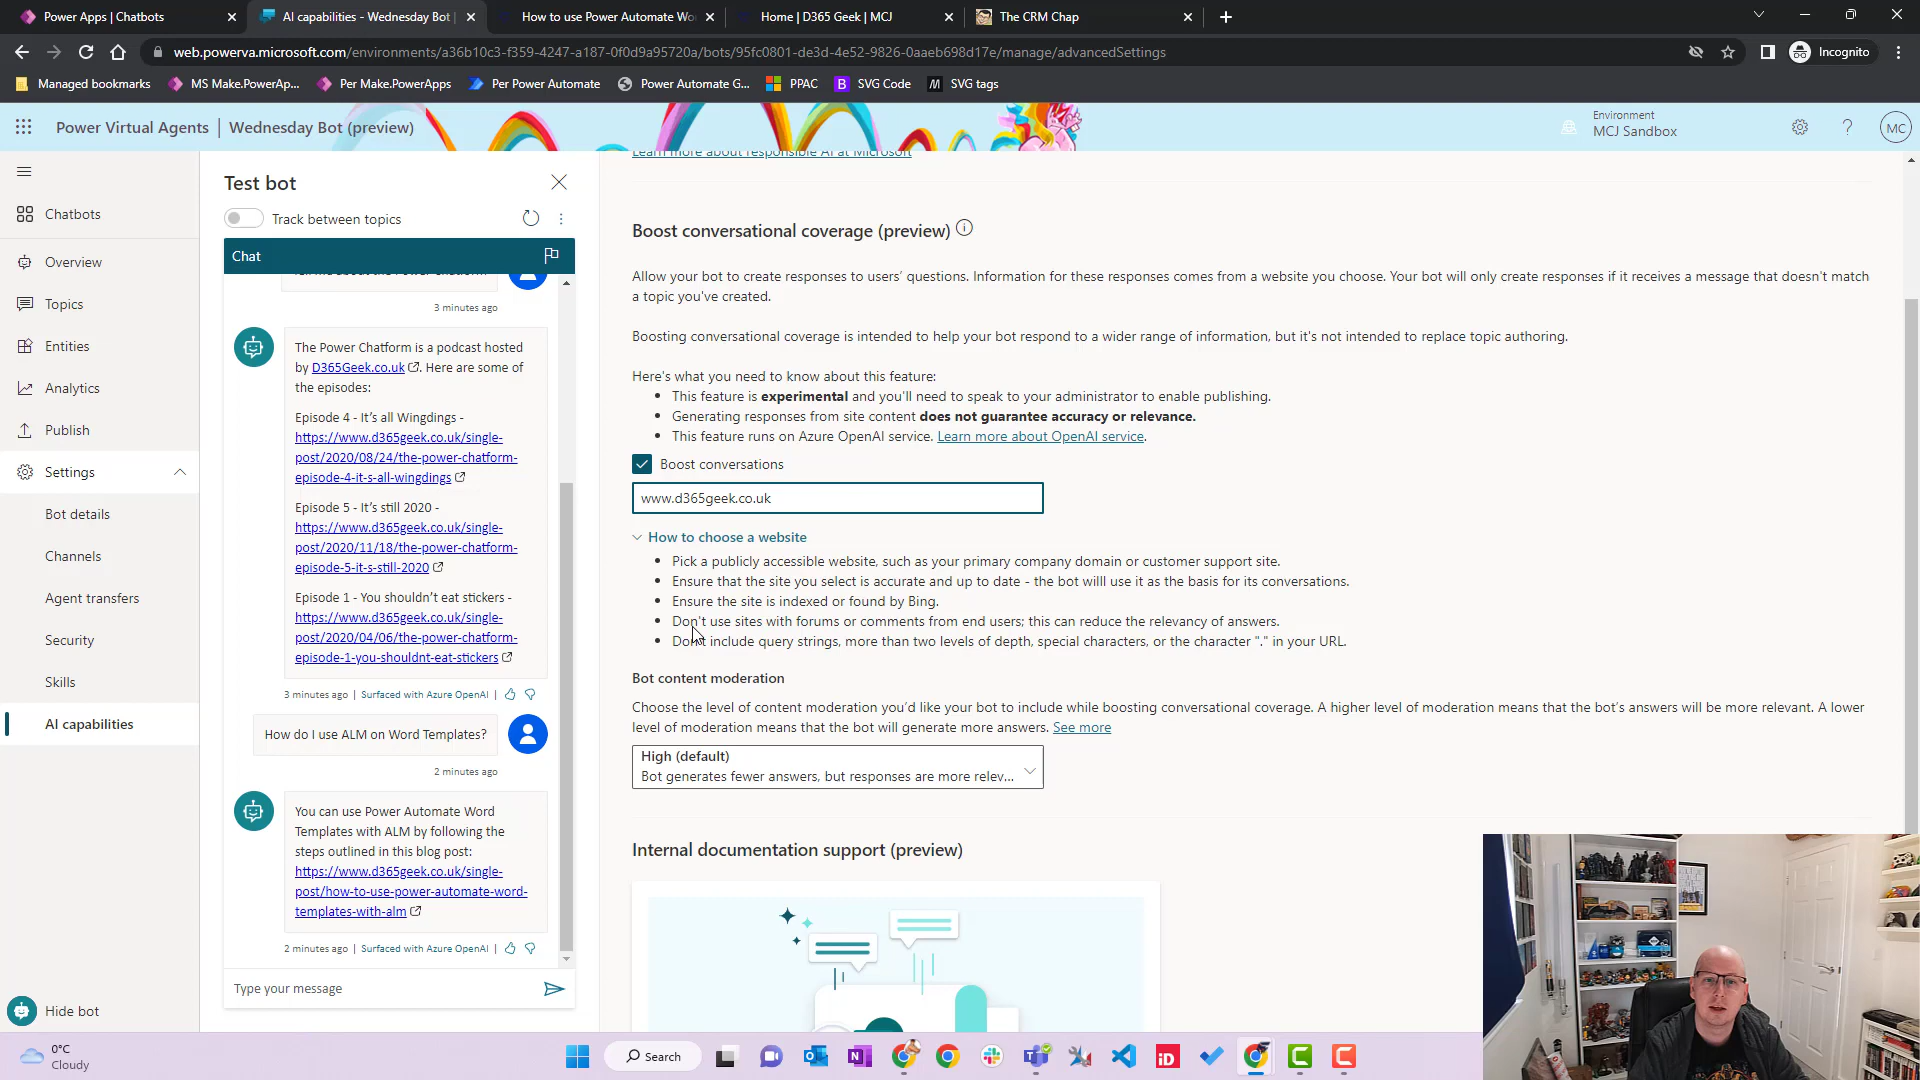 Power Apps | Chatbots
AI capabilities - Wednesday Bot |
How to use Power Automate Wo
Home | D365 Geek | MCJ
The CRM Chap
web.powerva.microsoft.com/environments/a36b10c3-f359-4247-a187-0f0d9a95720a/bots/95fc0801-de3d-4e52-9826-0aaeb698d17e/manage/advancedSettings
Incognito
Managed bookmarks
MS Make.PowerAp...
Per Make.PowerApps
Per Power Automate
Power Automate G...
PPAC
SVG Code
SVG tags
Power Virtual Agents | Wednesday Bot (preview)
Environment
MCJ Sandbox
MC
Chatbots
Overview
Topics
Entities
Analytics
Publish
Settings
Bot details
Channels
Agent transfers
Security
Skills
AI capabilities
Hide bot
Test bot
Track between topics
Chat
3 minutes ago
The Power Chatform is a podcast hosted
by D365Geek.co.uk. Here are some of
the episodes:
Episode 4 - It's all Wingdings -
https://www.d365geek.co.uk/single-
post/2020/08/24/the-power-chatform-
episode-4-it-s-all-wingdings
Episode 5 - It's still 2020 -
https://www.d365geek.co.uk/single-
post/2020/11/18/the-power-chatform-
episode-5-it-s-still-2020
Episode 1 - You shouldn't eat stickers -
https://www.d365geek.co.uk/single-
post/2020/04/06/the-power-chatform-
episode-1-you-shouldnt-eat-stickers
3 minutes ago | Surfaced with Azure OpenAI |
How do I use ALM on Word Templates?
2 minutes ago
You can use Power Automate Word
Templates with ALM by following the
steps outlined in this blog post:
https://www.d365geek.co.uk/single-
post/how-to-use-power-automate-word-
templates-with-alm
2 minutes ago | Surfaced with Azure OpenAI |
Type your message
Learn more about responsible AI at Microsoft
Boost conversational coverage (preview)
Allow your bot to create responses to users' questions. Information for these responses comes from a website you choose. Your bot will only create responses if it receives a message that doesn't match
a topic you've created.
Boosting conversational coverage is intended to help your bot respond to a wider range of information, but it's not intended to replace topic authoring.
Here's what you need to know about this feature:
• This feature is experimental and you'll need to speak to your administrator to enable publishing.
• Generating responses from site content does not guarantee accuracy or relevance.
• This feature runs on Azure OpenAI service. Learn more about OpenAI service.
Boost conversations
www.d365geek.co.uk
How to choose a website
• Pick a publicly accessible website, such as your primary company domain or customer support site.
• Ensure that the site you select is accurate and up to date - the bot willl use it as the basis for its conversations.
• Ensure the site is indexed or found by Bing.
• Don't use sites with forums or comments from end users; this can reduce the relevancy of answers.
• Don't include query strings, more than two levels of depth, special characters, or the character "." in your URL.
Bot content moderation
Choose the level of content moderation you'd like your bot to include while boosting conversational coverage. A higher level of moderation means that the bot's answers will be more relevant. A lower
level of moderation means that the bot will generate more answers. See more
High (default)
Bot generates fewer answers, but responses are more relev...
Internal documentation support (preview)
0°C
Cloudy
Search
iD